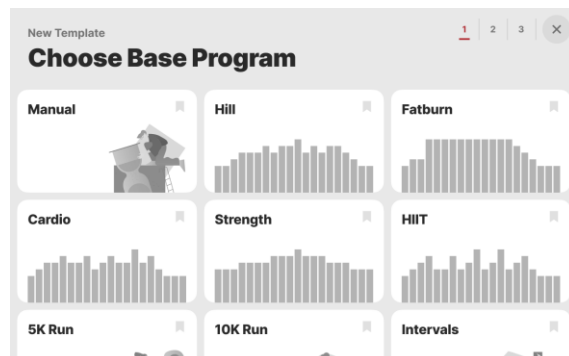 New Template
1 2 3
Choose Base Program
Manual
Hill
Fatburn
Cardio
Strength
HIIT
5K Run
10K Run
Intervals